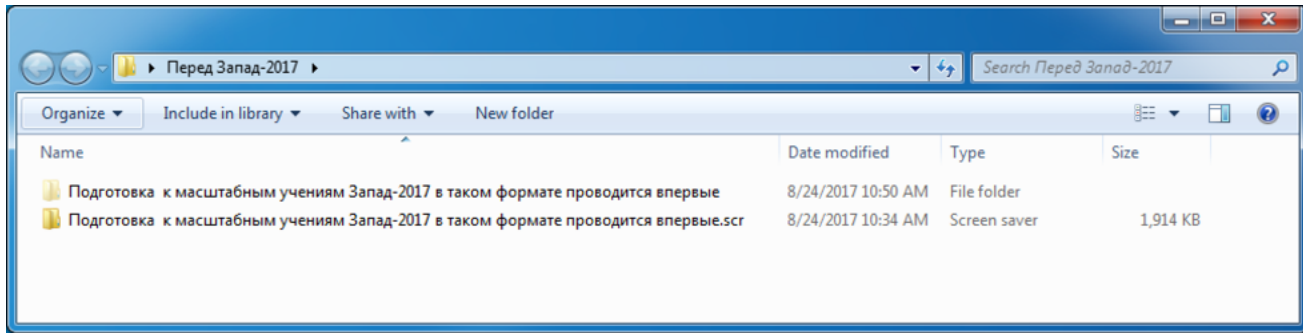 Перед Запад-2017
Search Перед Запад-2017
Organize Include in library Share with New folder
Name Date modified Type Size
Подготовка к масштабным учениям Запад-2017 в таком формате проводится впервые 8/24/2017 10:50 AM File folder
Подготовка к масштабным учениям Запад-2017 в таком формате проводится впервые.scr 8/24/2017 10:34 AM Screen saver 1,914 KB